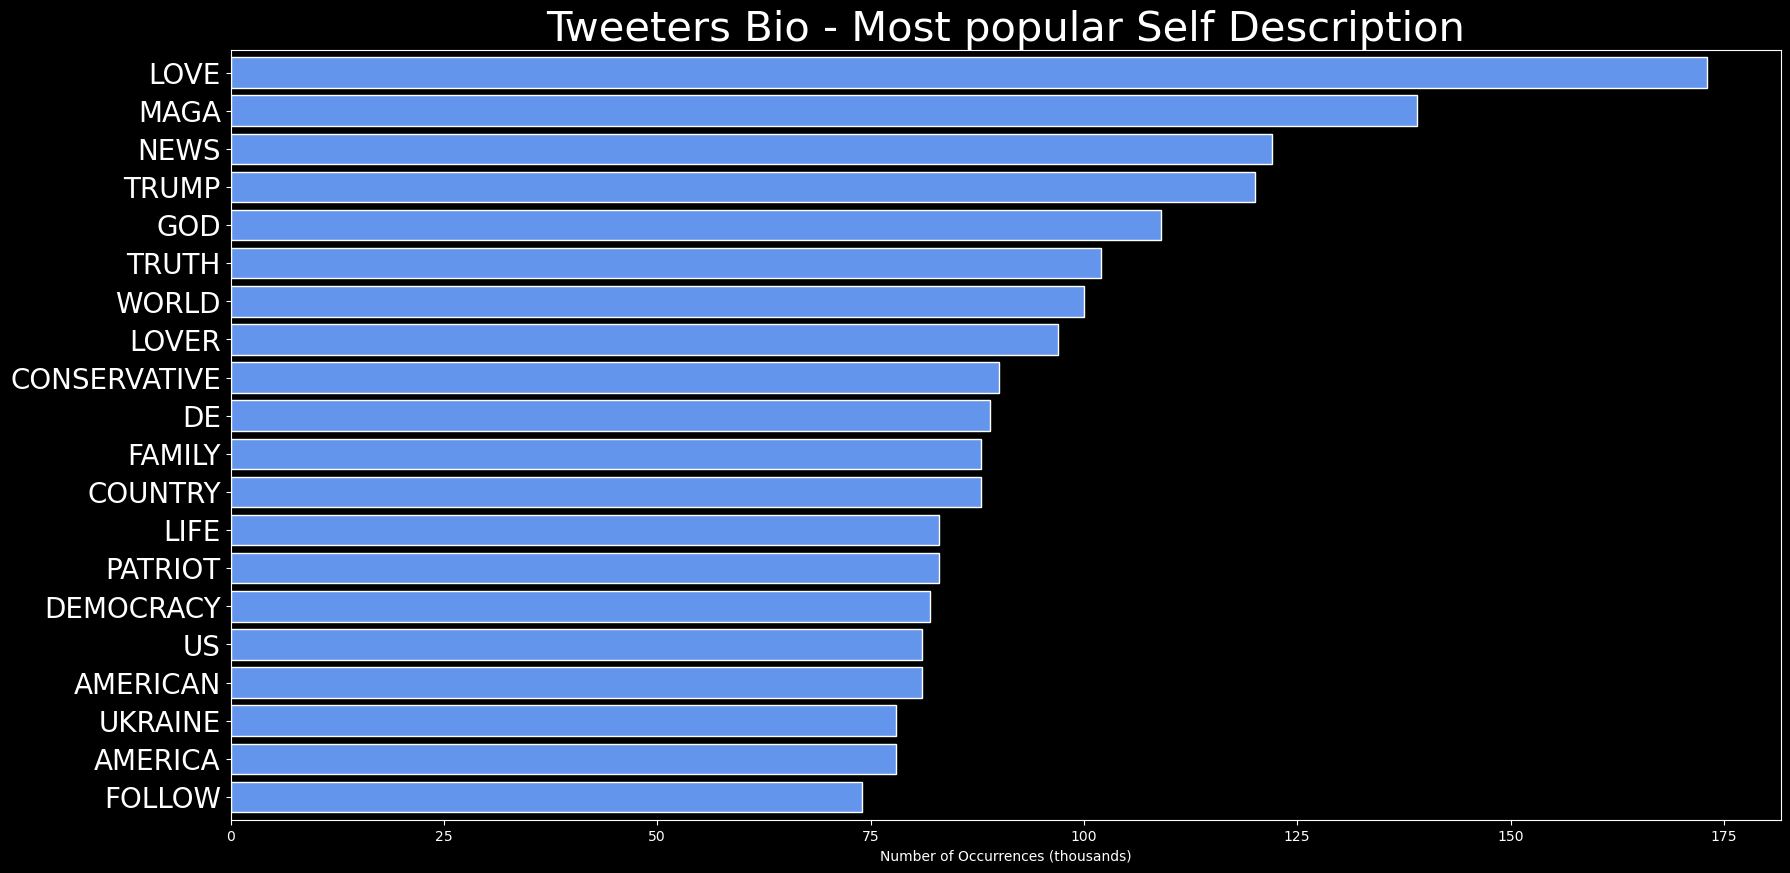 Tweeters Bio - Most popular Self Description
LOVE
MAGA
NEWS
TRUMP
GOD
TRUTH
WORLD
LOVER
CONSERVATIVE
DE
FAMILY
COUNTRY
LIFE
PATRIOT
DEMOCRACY
US
AMERICAN
UKRAINE
AMERICA
FOLLOW
0 25 50 75 100 125 150 175
Number of Occurrences (thousands)